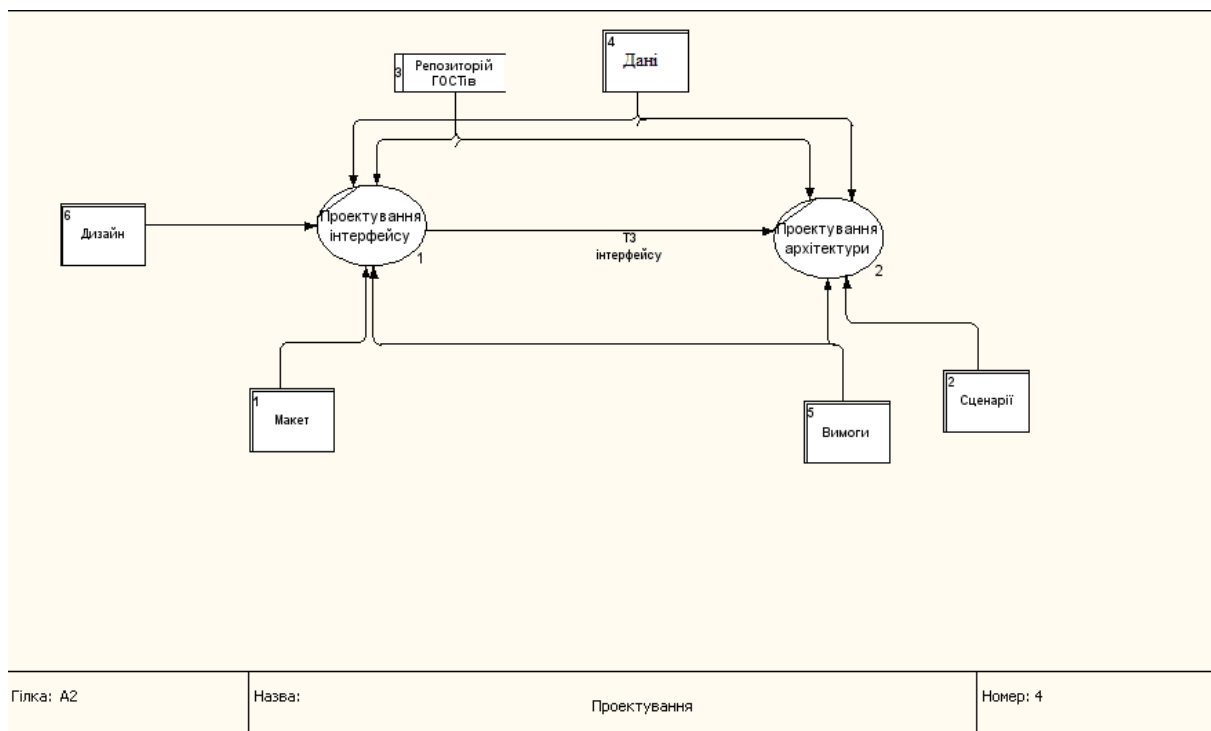 4
Дані
3
Репозиторій
ГОСТів
6
Дизайн
Проектування
інтерфейсу
1
ТЗ
інтерфейсу
Проектування
архітектури
2
1
Макет
5
Вимоги
2
Сценарії
Гілка: A2
Назва:
Проектування
Номер: 4